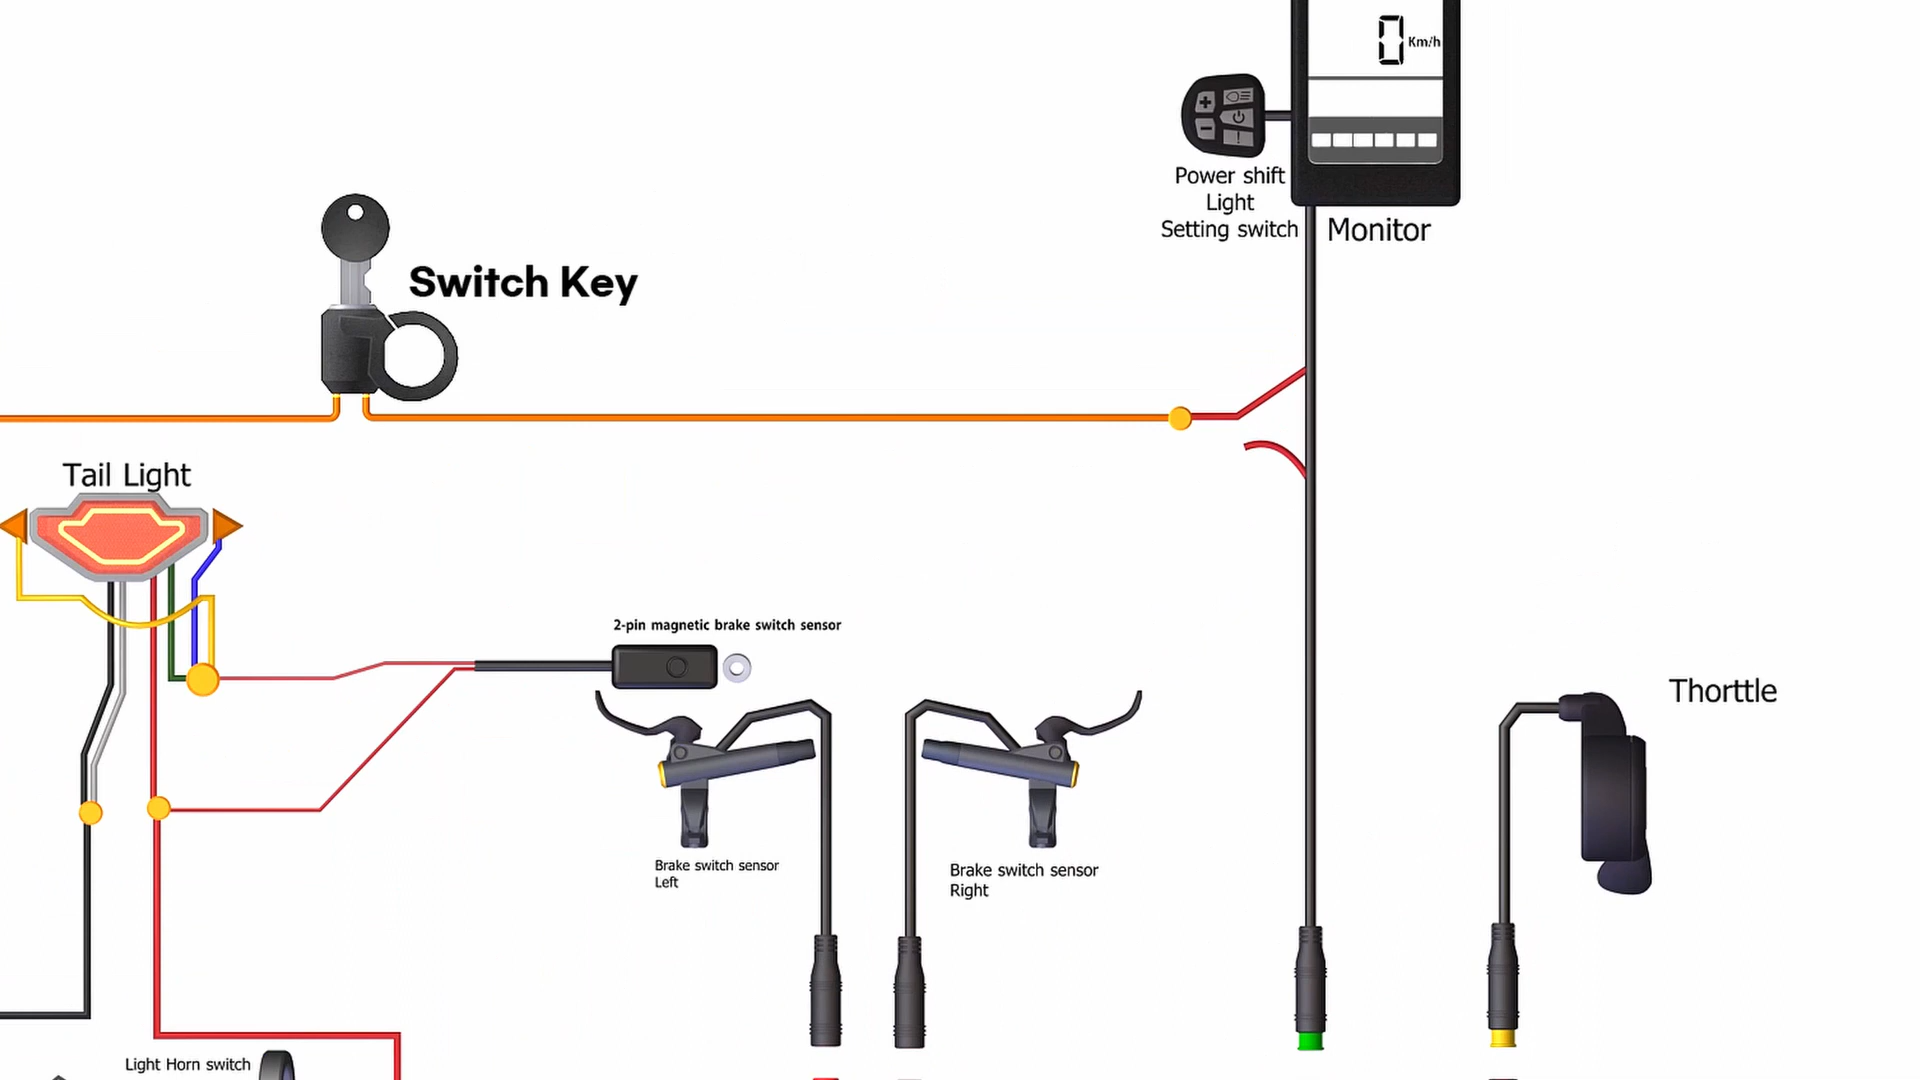 0 Km/h
Power shift
Light
Setting switch
Monitor
Switch Key
Tail Light
2-pin magnetic brake switch sensor
Thorttle
Brake switch sensor
Left
Brake switch sensor
Right
Light Horn switch